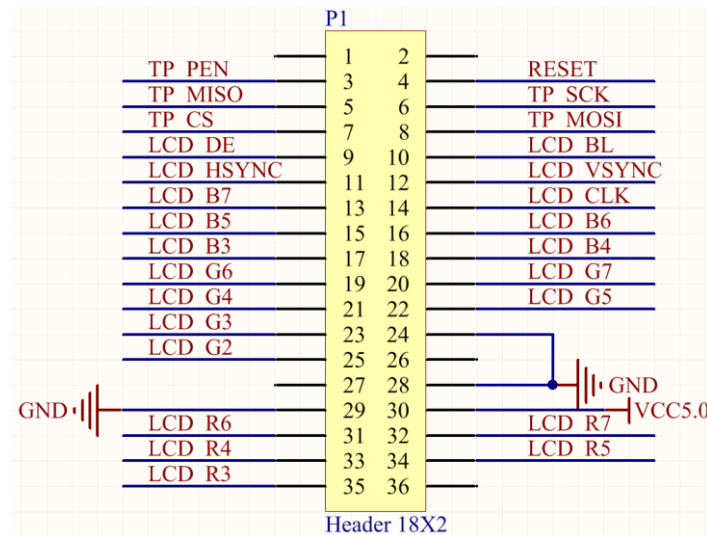 P1
1 2
TP PEN 3 4 RESET
TP MISO 5 6 TP SCK
TP CS 7 8 TP MOSI
LCD DE 9 10 LCD BL
LCD HSYNC 11 12 LCD VSYNC
LCD B7 13 14 LCD CLK
LCD B5 15 16 LCD B6
LCD B3 17 18 LCD B4
LCD G6 19 20 LCD G7
LCD G4 21 22 LCD G5
LCD G3 23 24
LCD G2 25 26
27 28 GND
GND 29 30 VCC5.0
LCD R6 31 32 LCD R7
LCD R4 33 34 LCD R5
LCD R3 35 36
Header 18X2